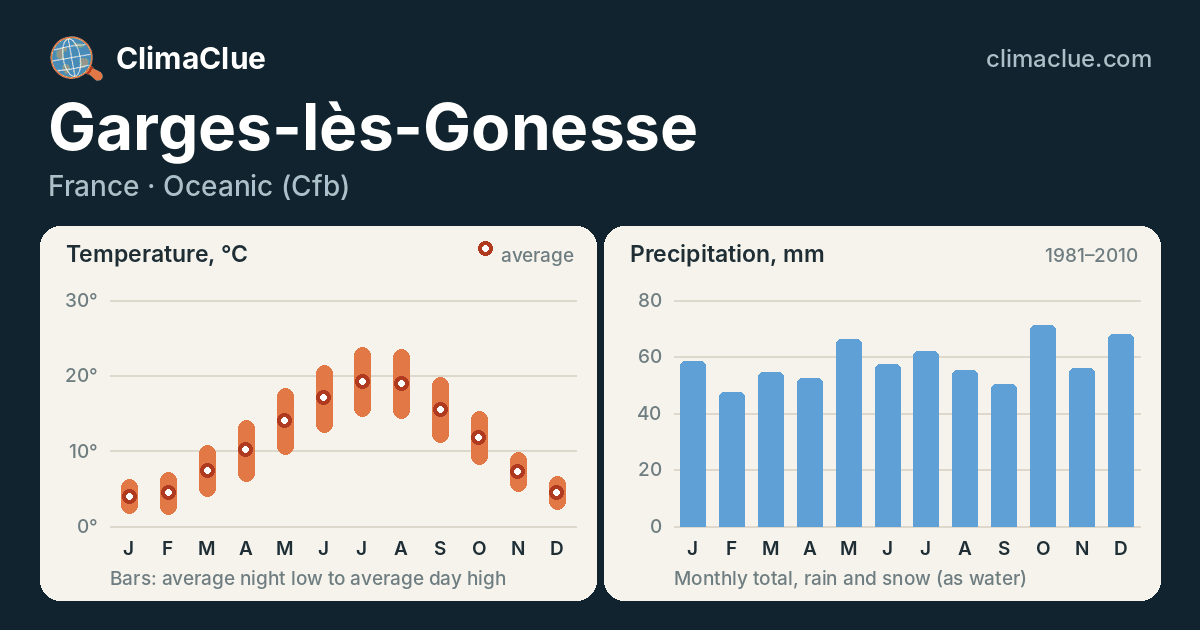 ClimaClue
climaclue.com
Garges-lès-Gonesse
France · Oceanic (Cfb)
Temperature, °C
average
30°
20°
10°
0°
J F M A M J J A S O N D
Bars: average night low to average day high
Precipitation, mm
1981–2010
80
60
40
20
0
J F M A M J J A S O N D
Monthly total, rain and snow (as water)